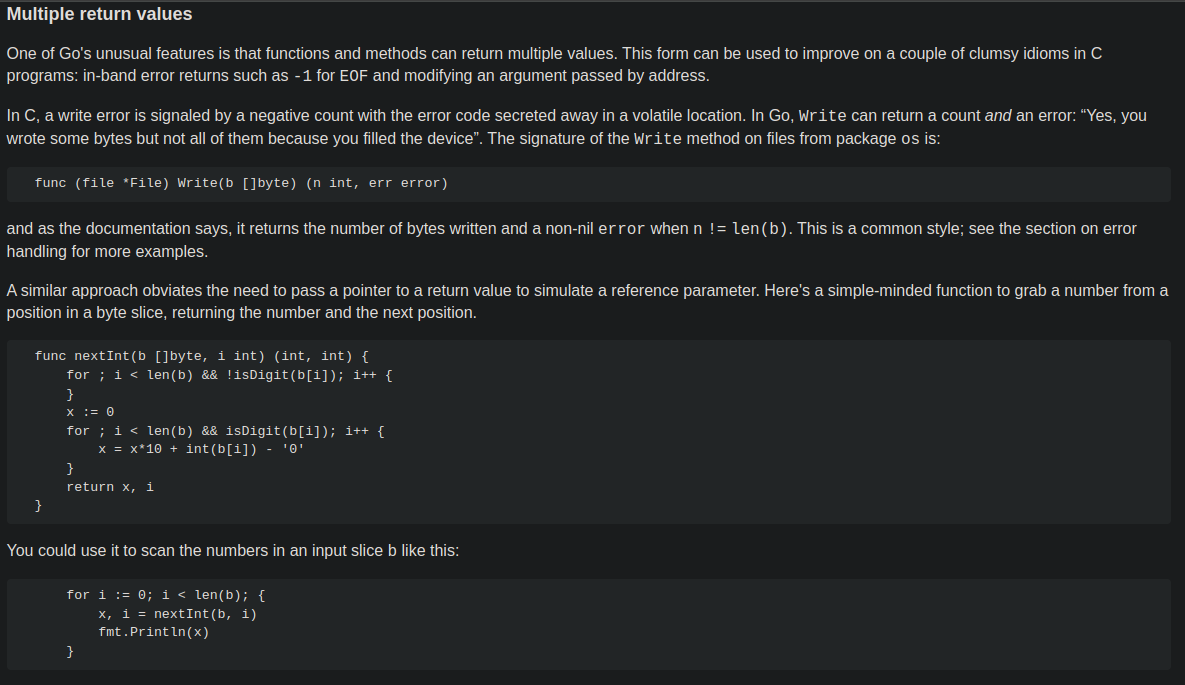 Multiple return values
One of Go's unusual features is that functions and methods can return multiple values. This form can be used to improve on a couple of clumsy idioms in C
programs: in-band error returns such as -1 for EOF and modifying an argument passed by address.
In C, a write error is signaled by a negative count with the error code secreted away in a volatile location. In Go, Write can return a count and an error: “Yes, you
wrote some bytes but not all of them because you filled the device”. The signature of the Write method on files from package os is:
func (file *File) Write(b []byte) (n int, err error)
and as the documentation says, it returns the number of bytes written and a non-nil error when n != len(b). This is a common style; see the section on error
handling for more examples.
A similar approach obviates the need to pass a pointer to a return value to simulate a reference parameter. Here's a simple-minded function to grab a number from a
position in a byte slice, returning the number and the next position.
func nextInt(b []byte, i int) (int, int) {
    for ; i < len(b) && !isDigit(b[i]); i++ {
    }
    x := 0
    for ; i < len(b) && isDigit(b[i]); i++ {
        x = x*10 + int(b[i]) - '0'
    }
    return x, i
}
You could use it to scan the numbers in an input slice b like this:
    for i := 0; i < len(b); {
        x, i = nextInt(b, i)
        fmt.Println(x)
    }